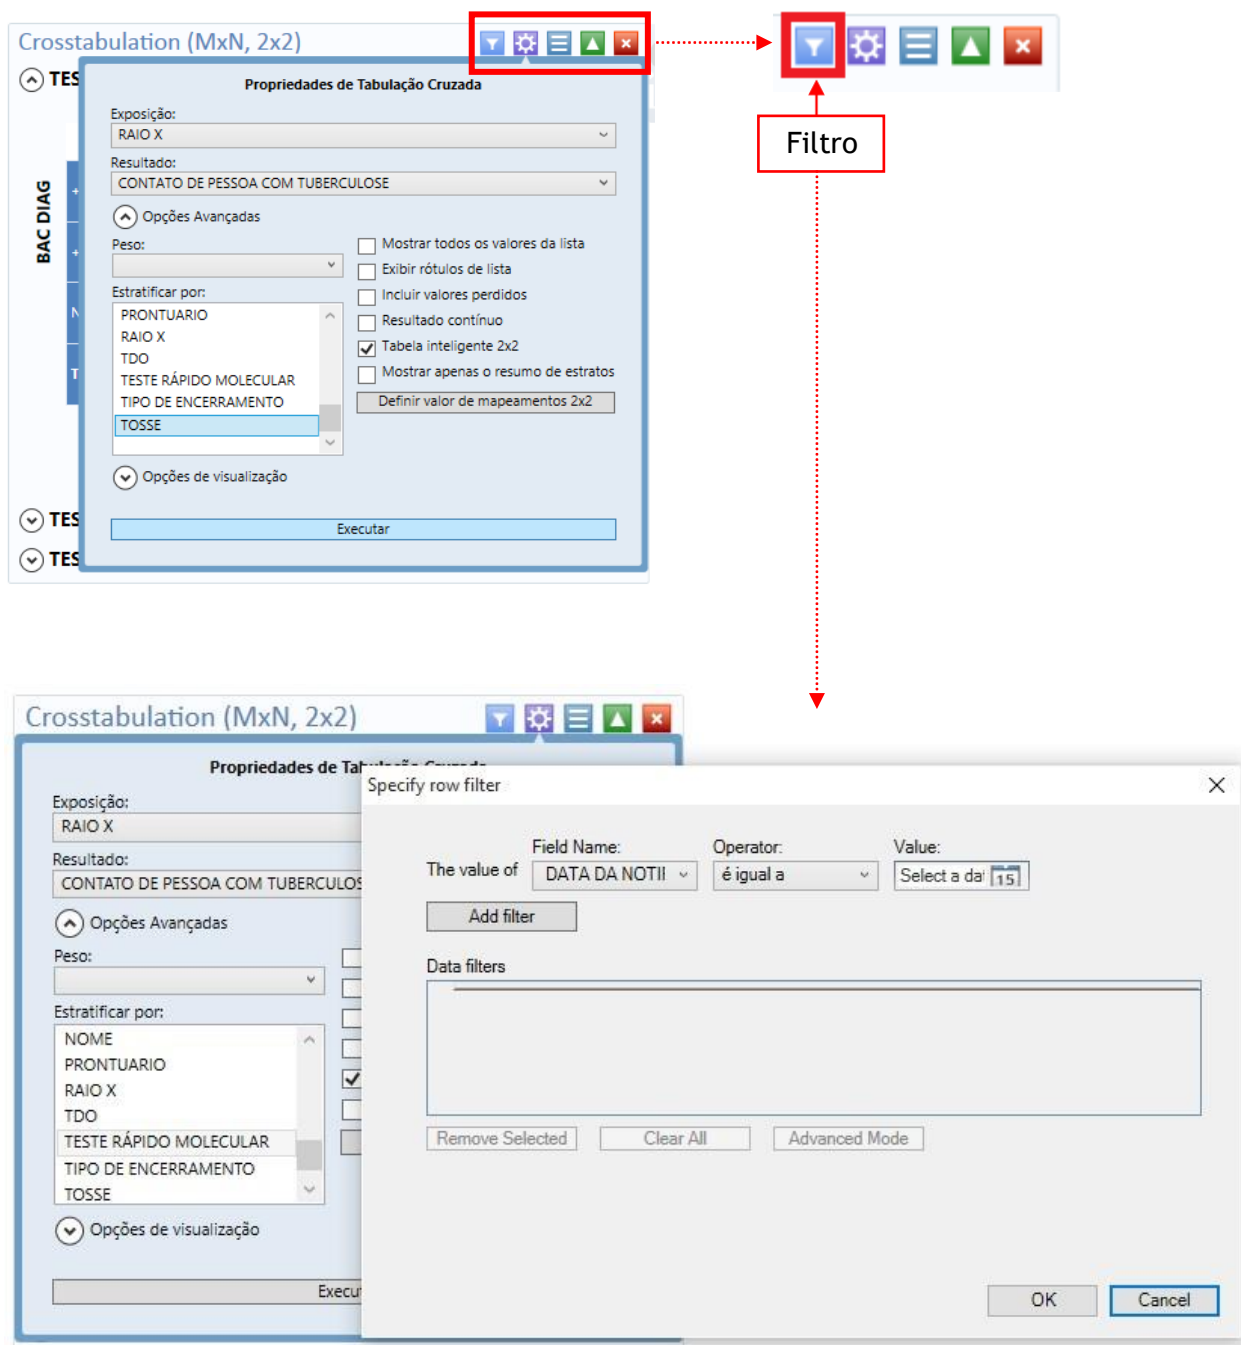 Crosstabulation (MxN, 2x2)
TES
Propriedades de Tabulação Cruzada
Exposição:
RAIO X
Resultado:
CONTATO DE PESSOA COM TUBERCULOSE
Opções Avançadas
Peso:
Estratificar por:
PRONTUARIO
RAIO X
TDO
TESTE RÁPIDO MOLECULAR
TIPO DE ENCERRAMENTO
TOSSE
Mostrar todos os valores da lista
Exibir rótulos de lista
Incluir valores perdidos
Resultado contínuo
Tabela inteligente 2x2
Mostrar apenas o resumo de estratos
Definir valor de mapeamentos 2x2
Opções de visualização
Executar
BAC DIAG
+
+
N
T
TES
TES
Filtro
Crosstabulation (MxN, 2x2)
Propriedades de Tabulação Cruzada
Exposição:
RAIO X
Resultado:
CONTATO DE PESSOA COM TUBERCULOS
Opções Avançadas
Peso:
Estratificar por:
NOME
PRONTUARIO
RAIO X
TDO
TESTE RÁPIDO MOLECULAR
TIPO DE ENCERRAMENTO
TOSSE
Opções de visualização
Execu
Specify row filter
Field Name:
Operator:
Value:
The value of
DATA DA NOTII
é igual a
Select a dat
15
Add filter
Data filters
Remove Selected
Clear All
Advanced Mode
OK
Cancel